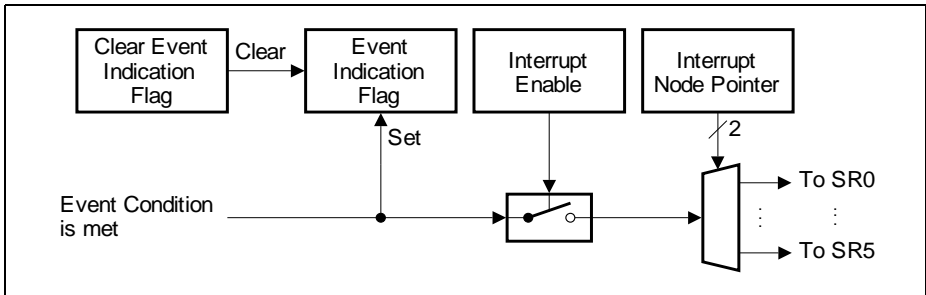 Clear Event
Indication
Flag
Clear
Event
Indication
Flag
Interrupt
Enable
Interrupt
Node Pointer
Set
2
Event Condition
is met
To SR0
To SR5